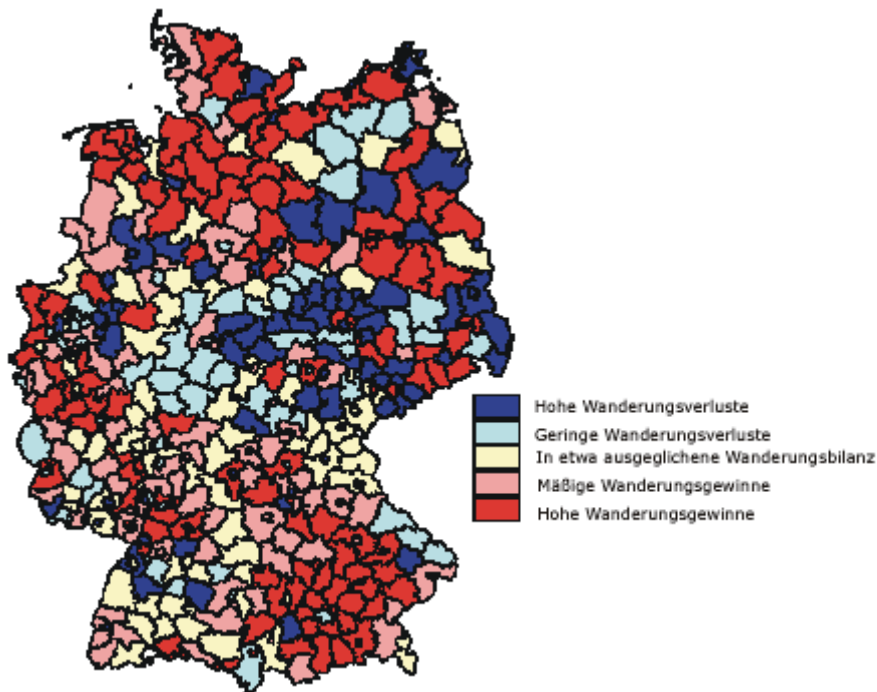 Hohe Wanderungsverluste
Geringe Wanderungsverluste
In etwa ausgeglichene Wanderungsbilanz
Mäßige Wanderungsgewinne
Hohe Wanderungsgewinne